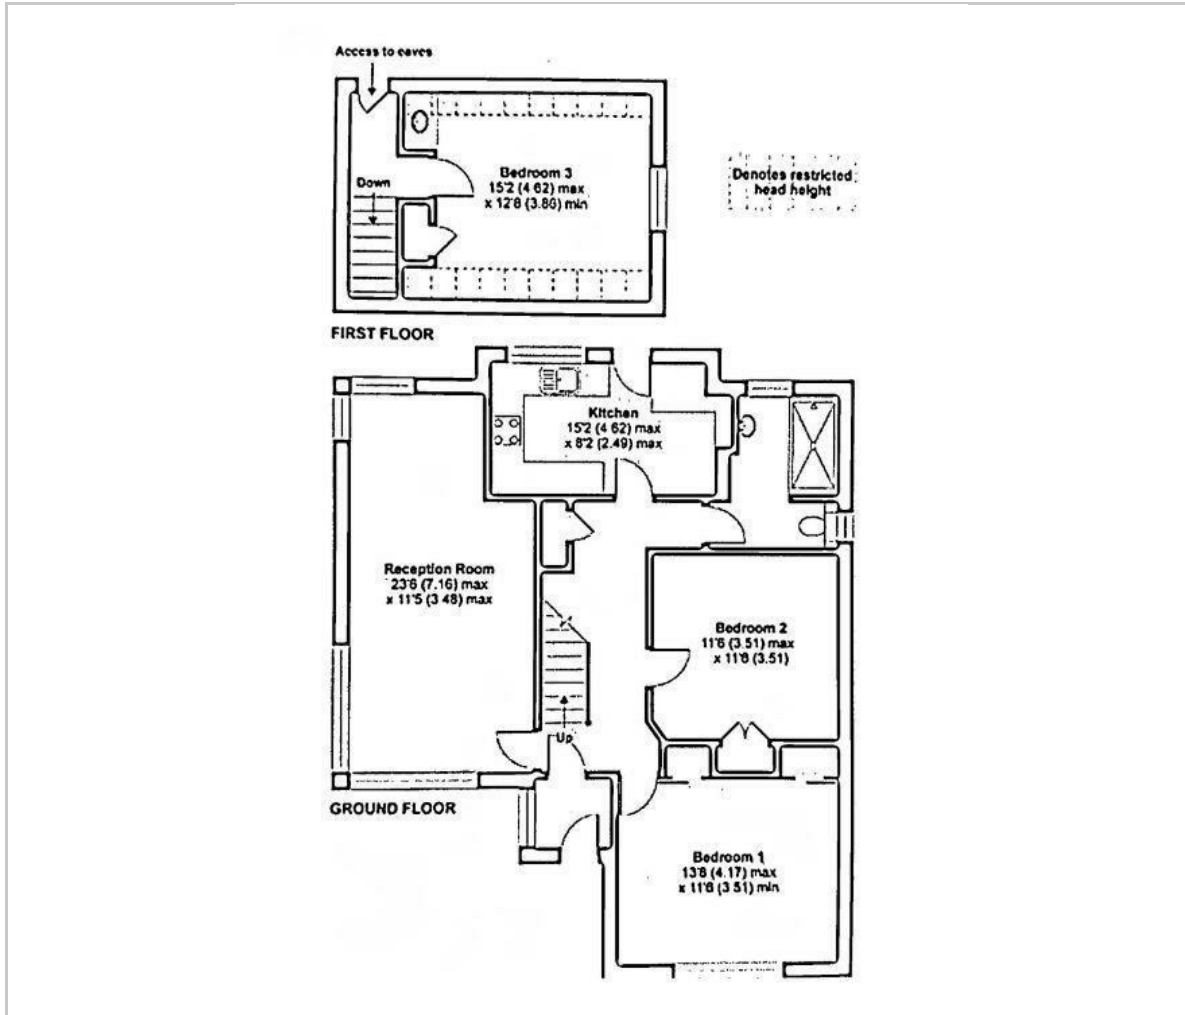 Access to eaves
Bedroom 3
15'2 (4.62) max
x 12'8 (3.86) min
Down
Denotes restricted
head height
FIRST FLOOR
Kitchen
15'2 (4.62) max
x 8'2 (2.49) max
Reception Room
23'6 (7.16) max
x 11'5 (3.48) max
Bedroom 2
11'6 (3.51) max
x 11'6 (3.51)
Up
GROUND FLOOR
Bedroom 1
13'8 (4.17) max
x 11'6 (3.51) min